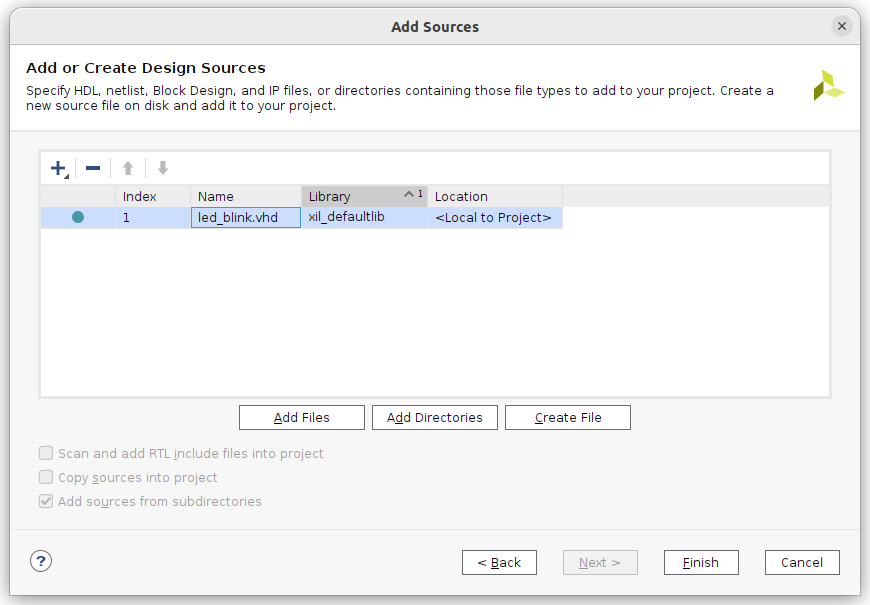 Add Sources
Add or Create Design Sources
Specify HDL, netlist, Block Design, and IP files, or directories containing those file types to add to your project. Create a
new source file on disk and add it to your project.
Index Name Library 1 Location
1 led_blink.vhd xil_defaultlib <Local to Project>
Add Files Add Directories Create File
Scan and add RTL include files into project
Copy sources into project
Add sources from subdirectories
? < Back Next > Finish Cancel